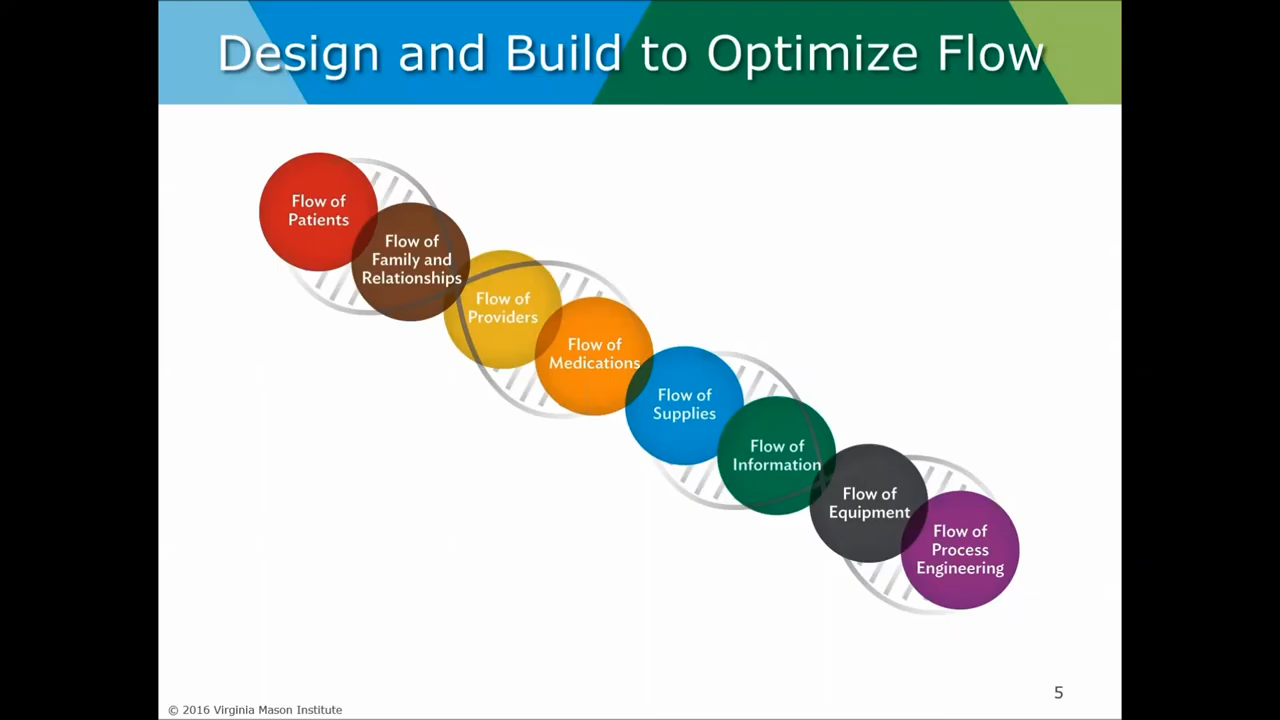 Design and Build to Optimize Flow
Flow of
Patients
Flow of
Family and
Relationships
Flow of
Providers
Flow of
Medications
Flow of
Supplies
Flow of
Information
Flow of
Equipment
Flow of
Process
Engineering
5
© 2016 Virginia Mason Institute